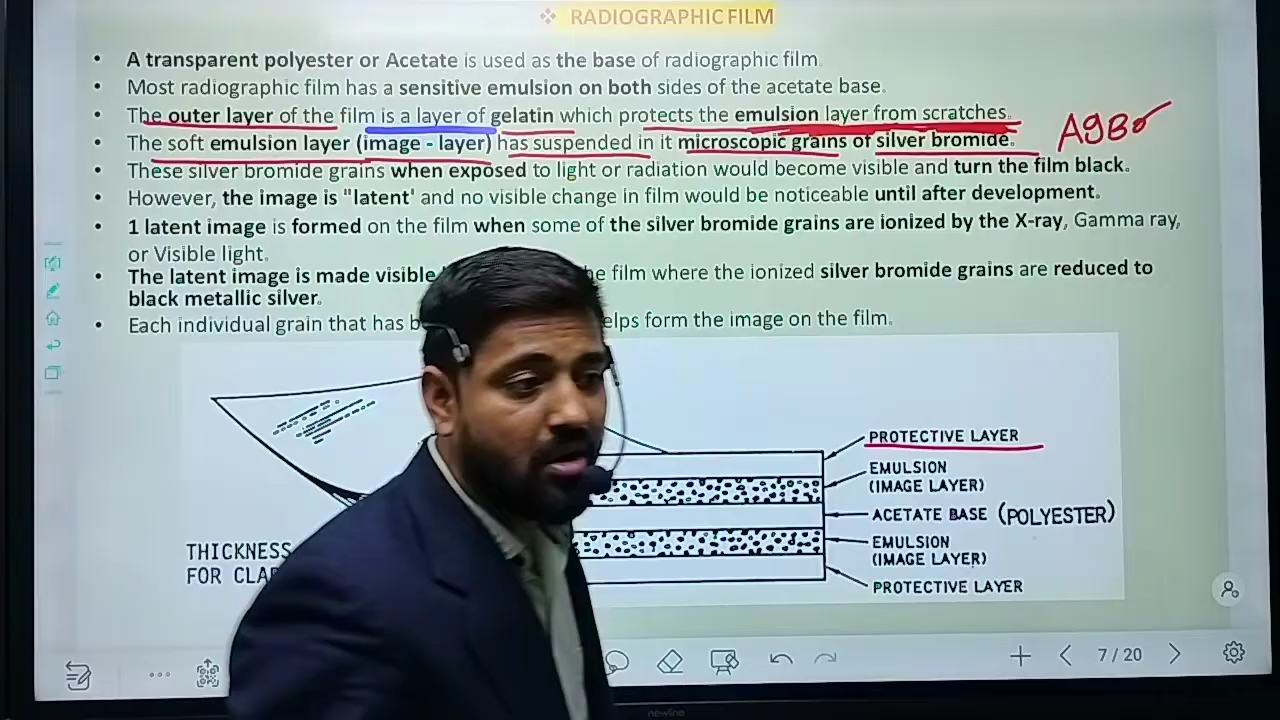 ❖ RADIOGRAPHIC FILM
• A transparent polyester or Acetate is used as the base of radiographic film.
• Most radiographic film has a sensitive emulsion on both sides of the acetate base.
• The outer layer of the film is a layer of gelatin which protects the emulsion layer from scratches.
• The soft emulsion layer (image - layer) has suspended in it microscopic grains of silver bromide.
AgBr
• These silver bromide grains when exposed to light or radiation would become visible and turn the film black.
• However, the image is "latent' and no visible change in film would be noticeable until after development.
• 1 latent image is formed on the film when some of the silver bromide grains are ionized by the X-ray, Gamma ray,
or Visible light.
• The latent image is made visible film where the ionized silver bromide grains are reduced to
black metallic silver.
• Each individual grain that has form the image on the film.
PROTECTIVE LAYER
EMULSION
(IMAGE LAYER)
ACETATE BASE (POLYESTER)
EMULSION
(IMAGE LAYER)
PROTECTIVE LAYER
THICKNESS
FOR
7 / 20
newline